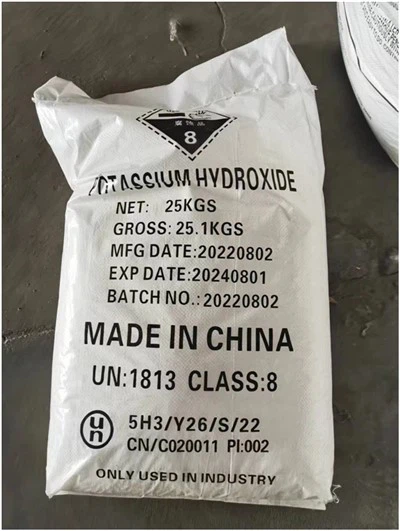 8
POTASSIUM HYDROXIDE
NET: 25KGS
GROSS: 25.1KGS
MFG DATE:20220802
EXP DATE:20240801
BATCH NO.:20220802
MADE IN CHINA
UN:1813 CLASS:8
un 5H3/Y26/S/22
CN/C020011 PI:002
ONLY USED IN INDUSTRY